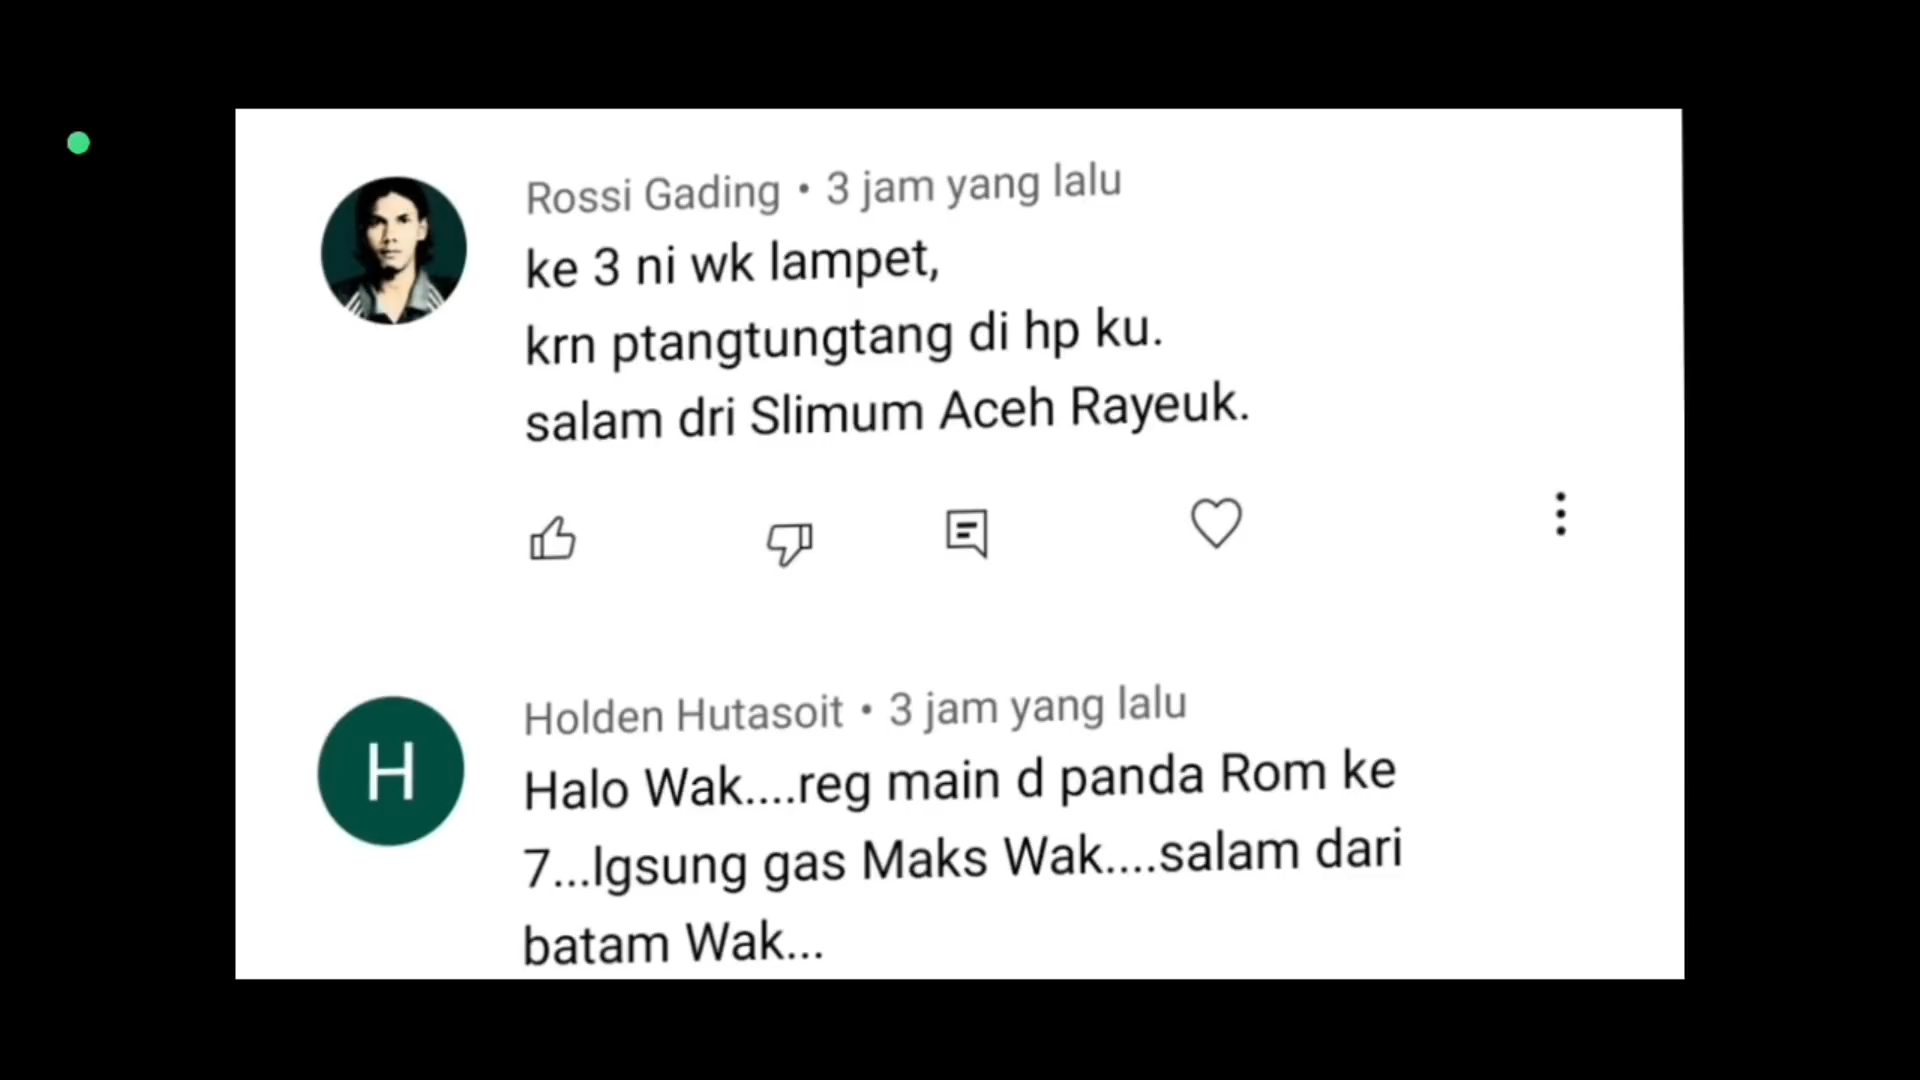 Rossi Gading • 3 jam yang lalu
ke 3 ni wk lampet,
krn ptangtungtang di hp ku.
salam dri Slimum Aceh Rayeuk.
H
Holden Hutasoit • 3 jam yang lalu
Halo Wak....reg main d panda Rom ke
7...lgsung gas Maks Wak....salam dari
batam Wak...